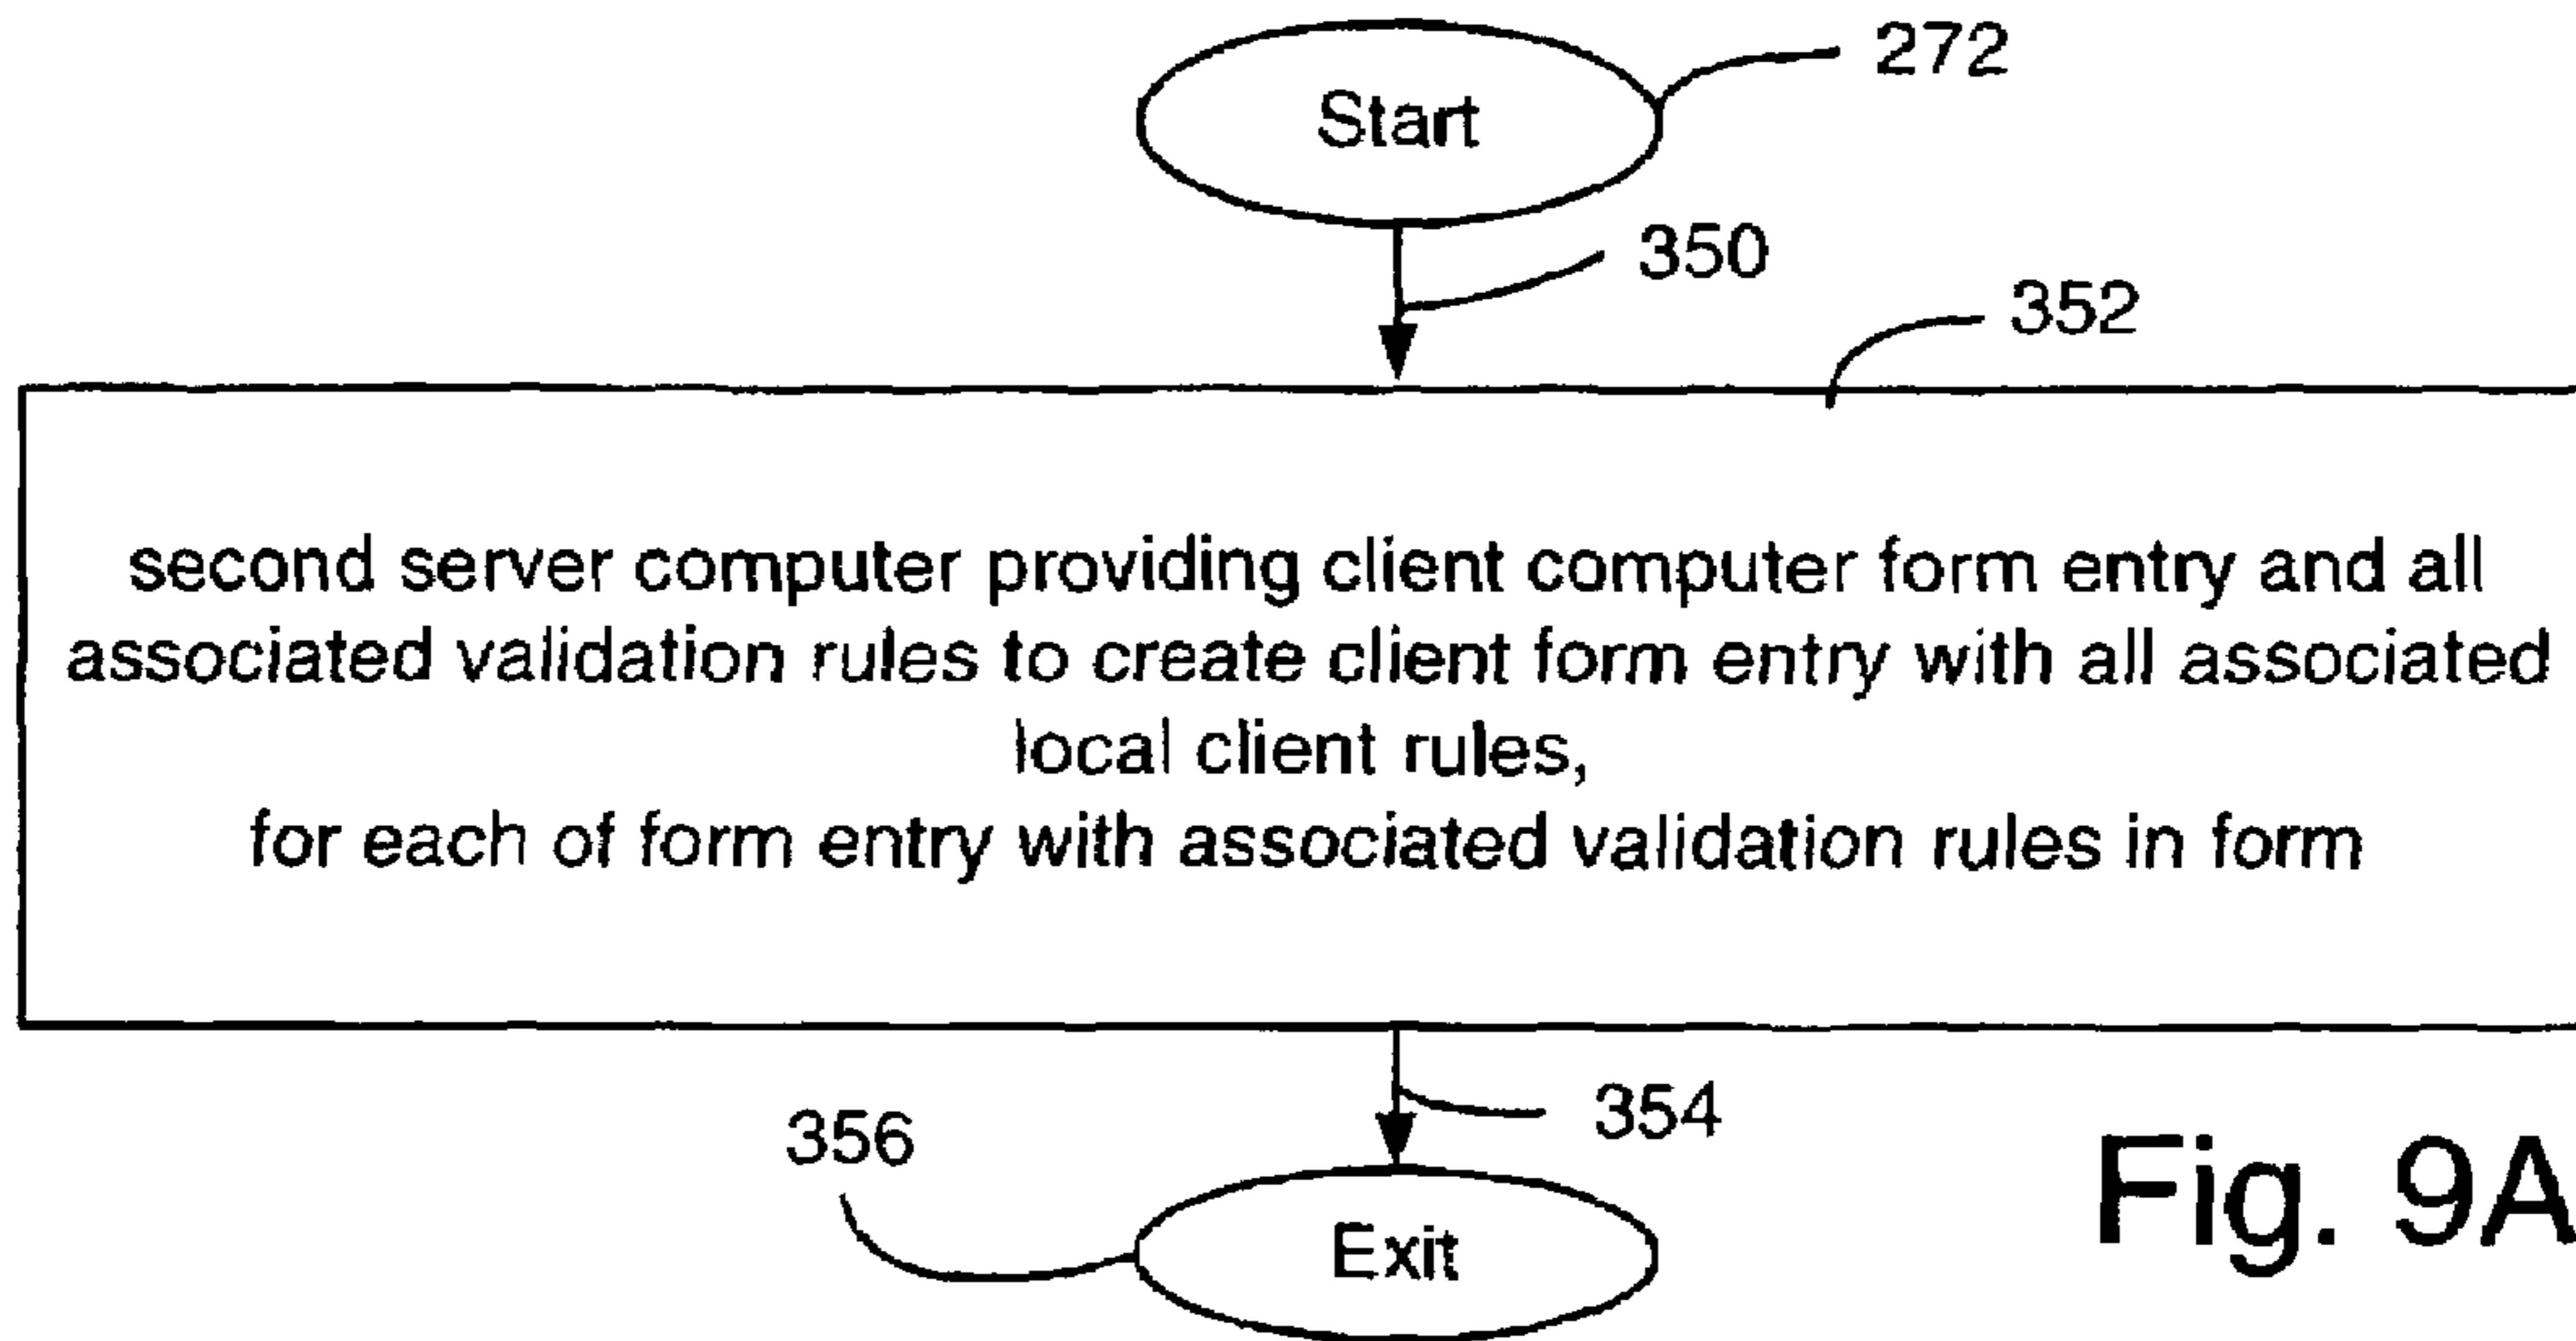 272
Start
350
352
second server computer providing client computer form entry and all
associated validation rules to create client form entry with all associated
local client rules,
for each of form entry with associated validation rules in form
354
356
Exit
Fig. 9A